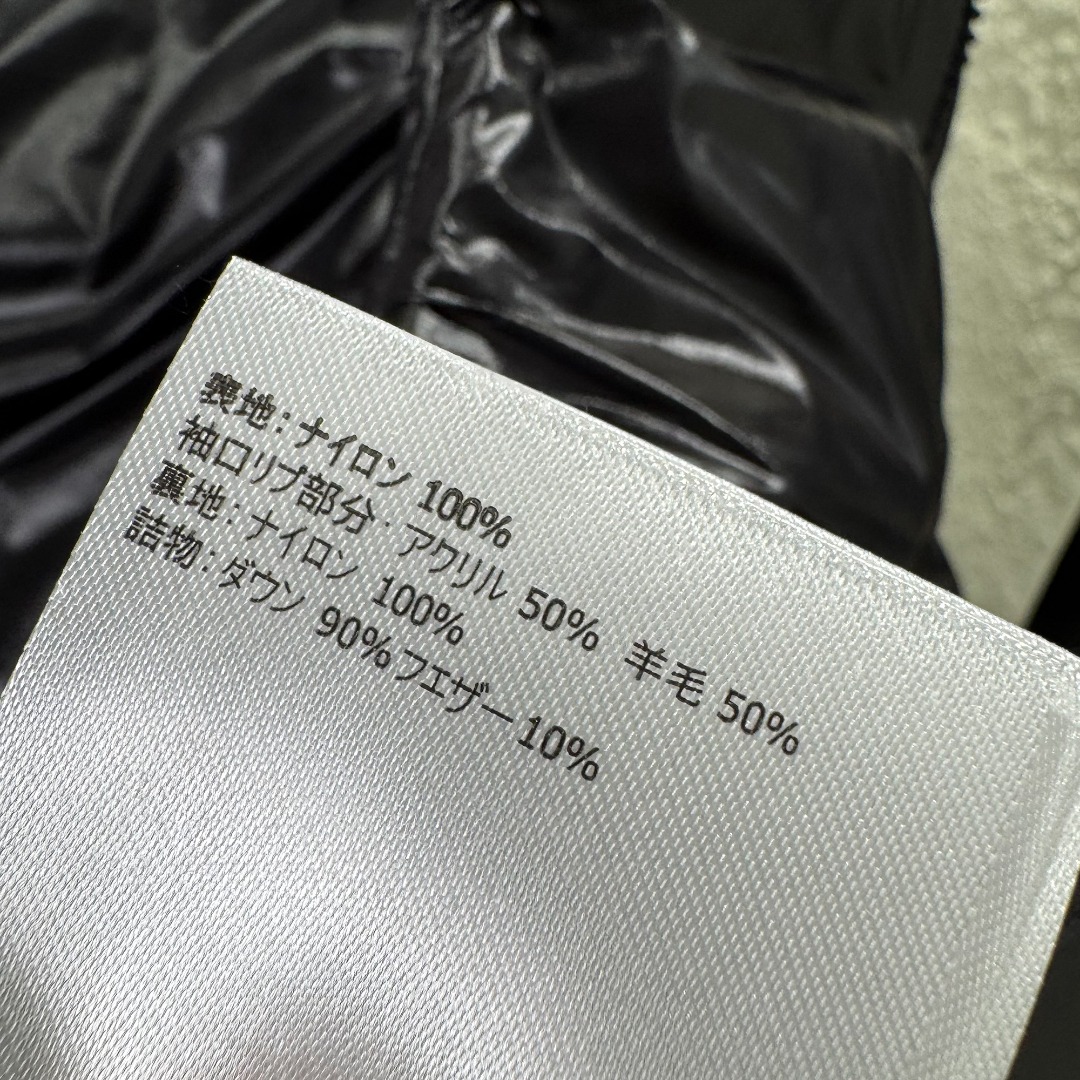 表地:ナイロン 100%
袖口リブ部分:アクリル 50% 羊毛 50%
裏地:ナイロン 100%
詰物:ダウン 90%フエザー10%